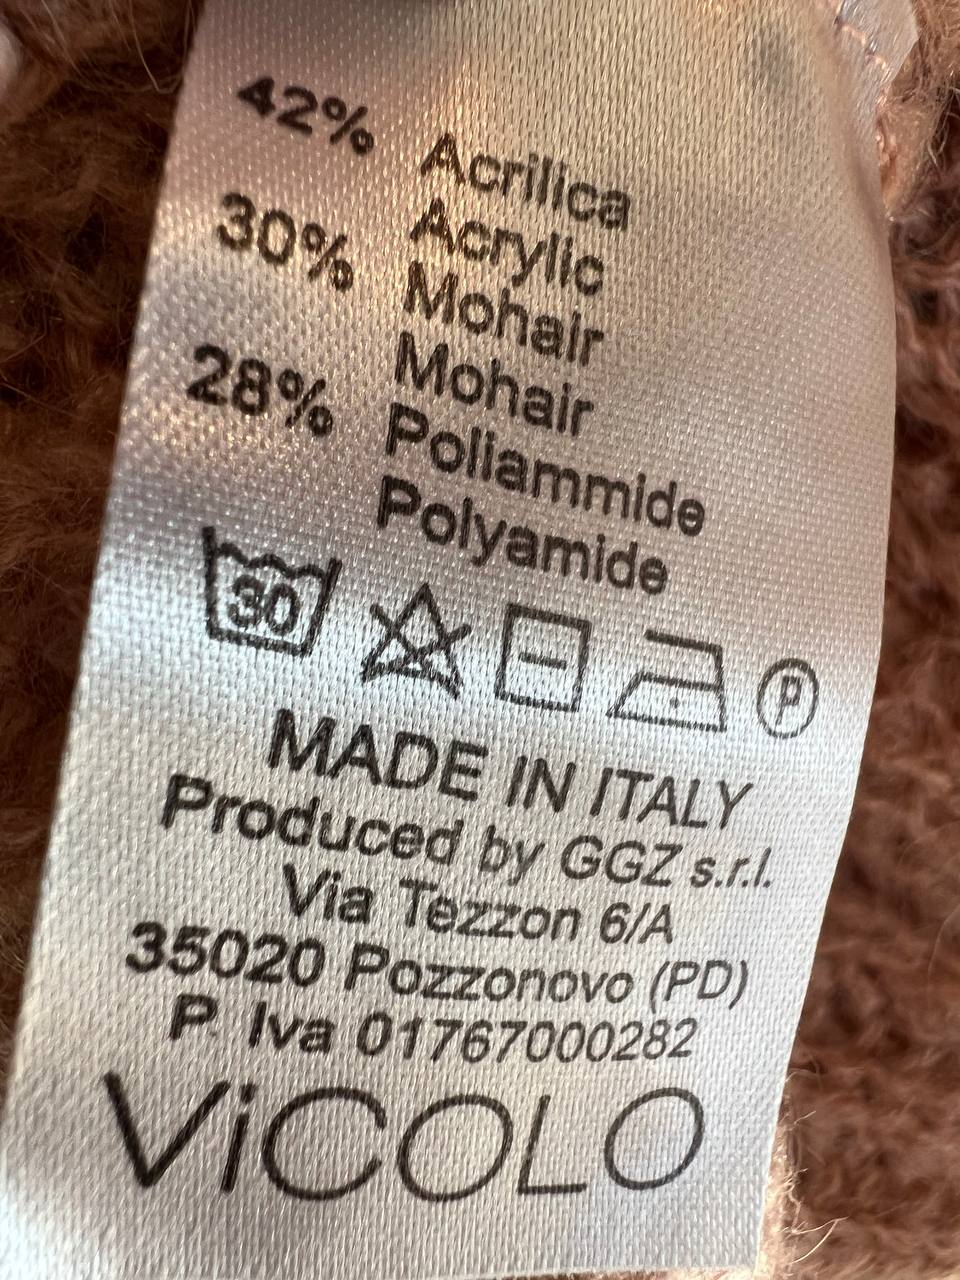 42% Acrilica
Acrylic
30% Mohair
Mohair
28% Poliammide
Polyamide
30 P
MADE IN ITALY
Produced by GGZ s.r.l.
Via Tezzon 6/A
35020 Pozzonovo (PD)
P. Iva 01767000282
ViCOLO